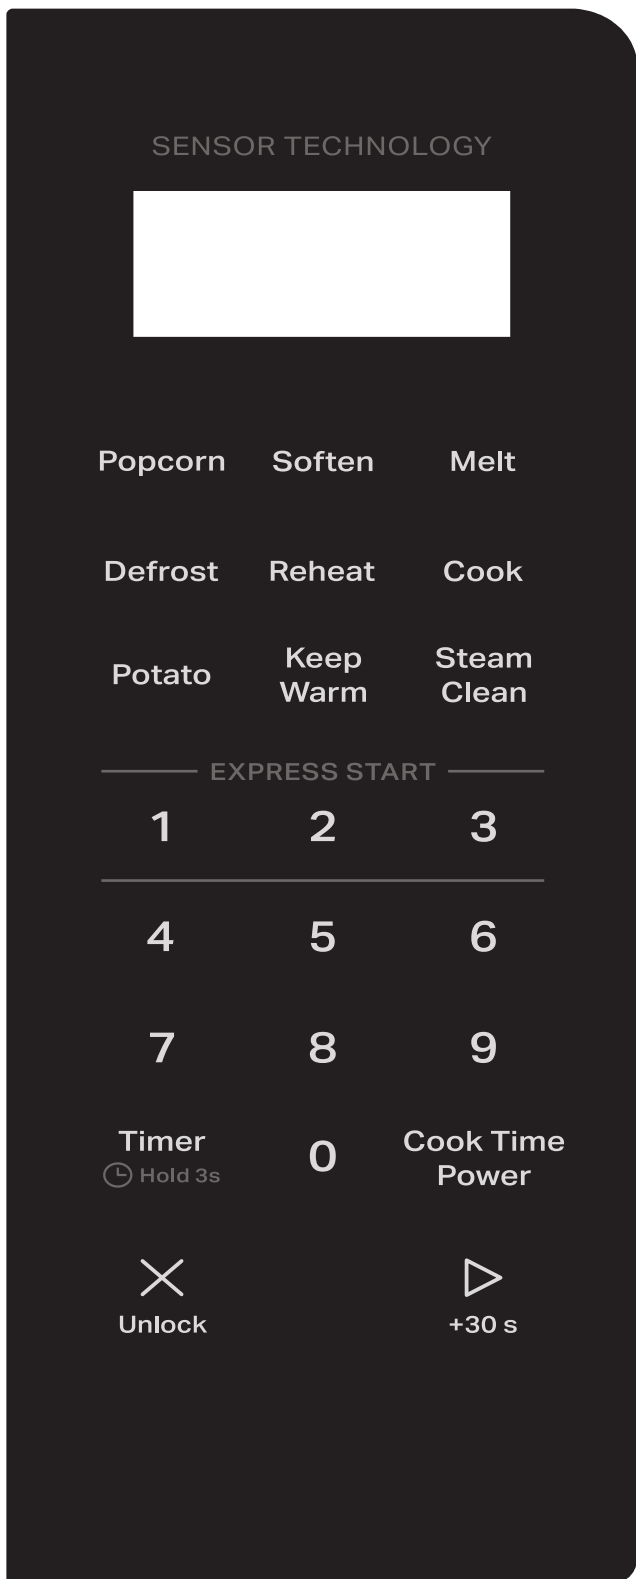 SENSOR TECHNOLOGY
Popcorn Soften Melt
Defrost Reheat Cook
Potato Keep Warm Steam Clean
EXPRESS START
1 2 3
4 5 6
7 8 9
Timer 0 Cook Time
Hold 3s Power
Unlock +30 s